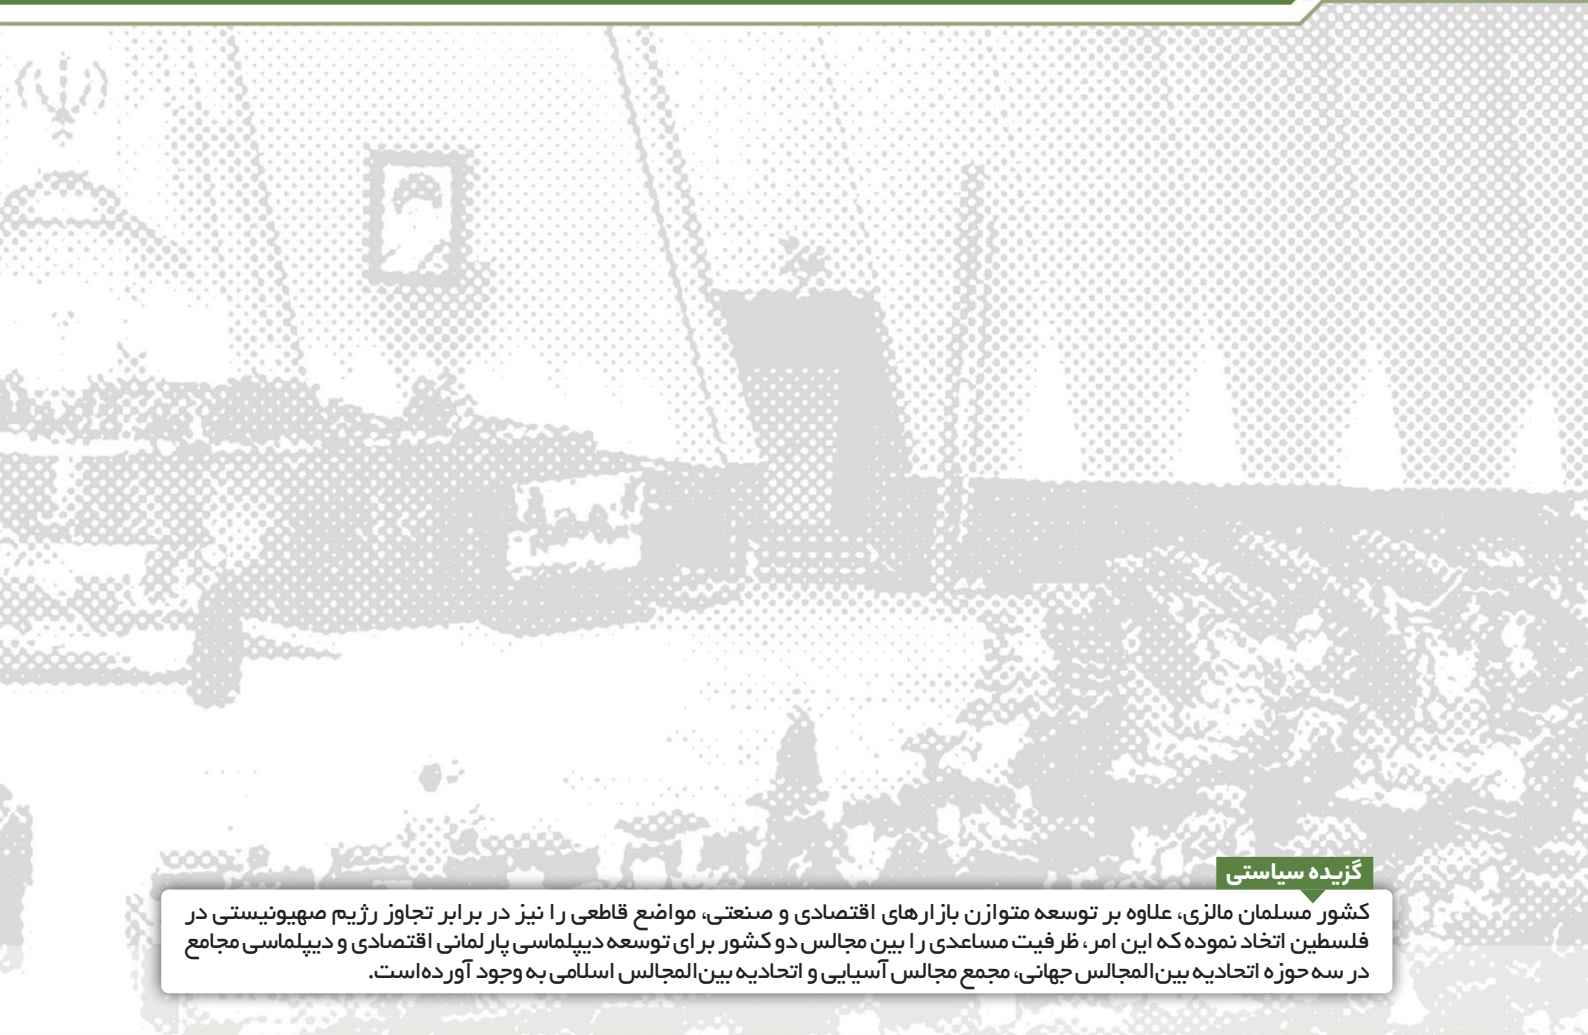 گزیده سیاستی
کشور مسلمان مالزی، علاوه بر توسعه متوازن بازارهای اقتصادی و صنعتی، مواضع قاطعی را نیز در برابر تجاوز رژیم صهیونیستی در
فلسطین اتخاد نموده که این امر، ظرفیت مساعدی را بین مجالس دو کشور برای توسعه دیپلماسی پارلمانی اقتصادی و دیپلماسی مجامع
در سه حوزه اتحادیه بین‌المجالس جهانی، مجمع مجالس آسیایی و اتحادیه بین‌المجالس اسلامی به وجود آورده‌است.